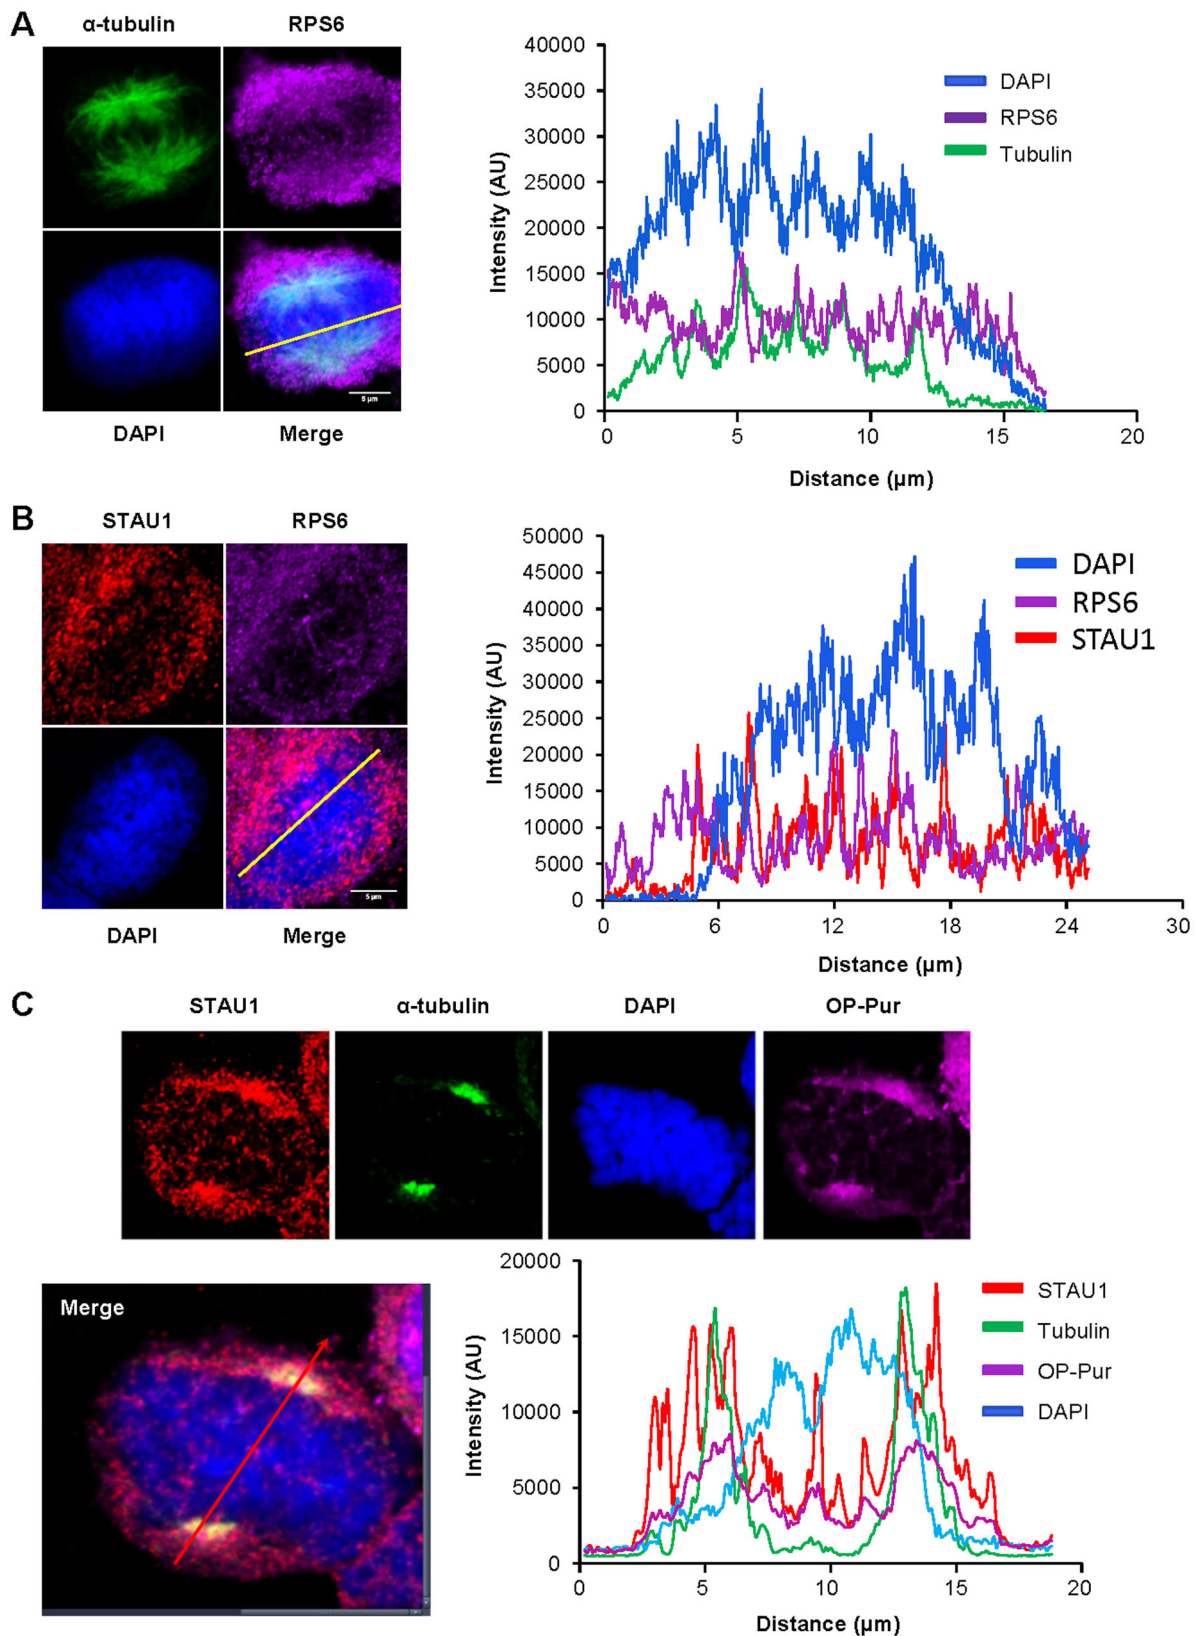 A
α-tubulin
RPS6
DAPI
Merge
5 µm
40000
35000
30000
25000
20000
15000
10000
5000
0
Intensity (AU)
0 5 10 15 20
Distance (µm)
DAPI
RPS6
Tubulin
B
STAU1
RPS6
DAPI
Merge
5 µm
50000
45000
40000
35000
30000
25000
20000
15000
10000
5000
0
Intensity (AU)
0 6 12 18 24 30
Distance (µm)
DAPI
RPS6
STAU1
C
STAU1
α-tubulin
DAPI
OP-Pur
Merge
20000
15000
10000
5000
0
Intensity (AU)
0 5 10 15 20
Distance (µm)
STAU1
Tubulin
OP-Pur
DAPI